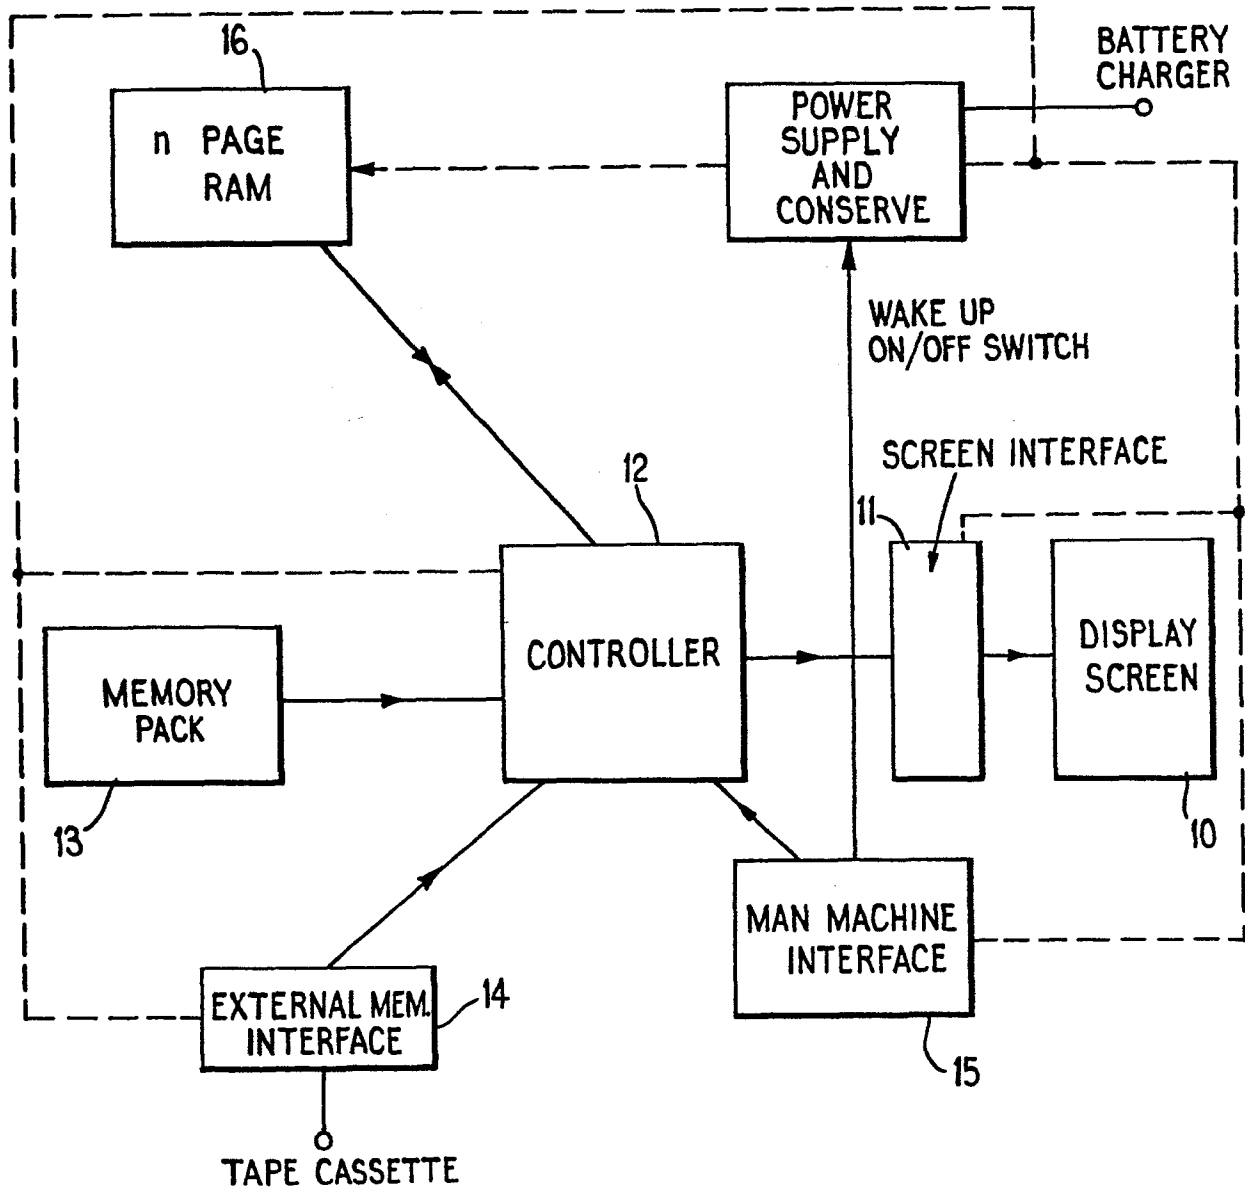 16
n PAGE
RAM
POWER
SUPPLY
AND
CONSERVE
BATTERY
CHARGER
WAKE UP
ON/OFF SWITCH
SCREEN INTERFACE
12
11
CONTROLLER
DISPLAY
SCREEN
MEMORY
PACK
13
10
MAN MACHINE
INTERFACE
EXTERNAL MEM.
INTERFACE
14
15
TAPE CASSETTE